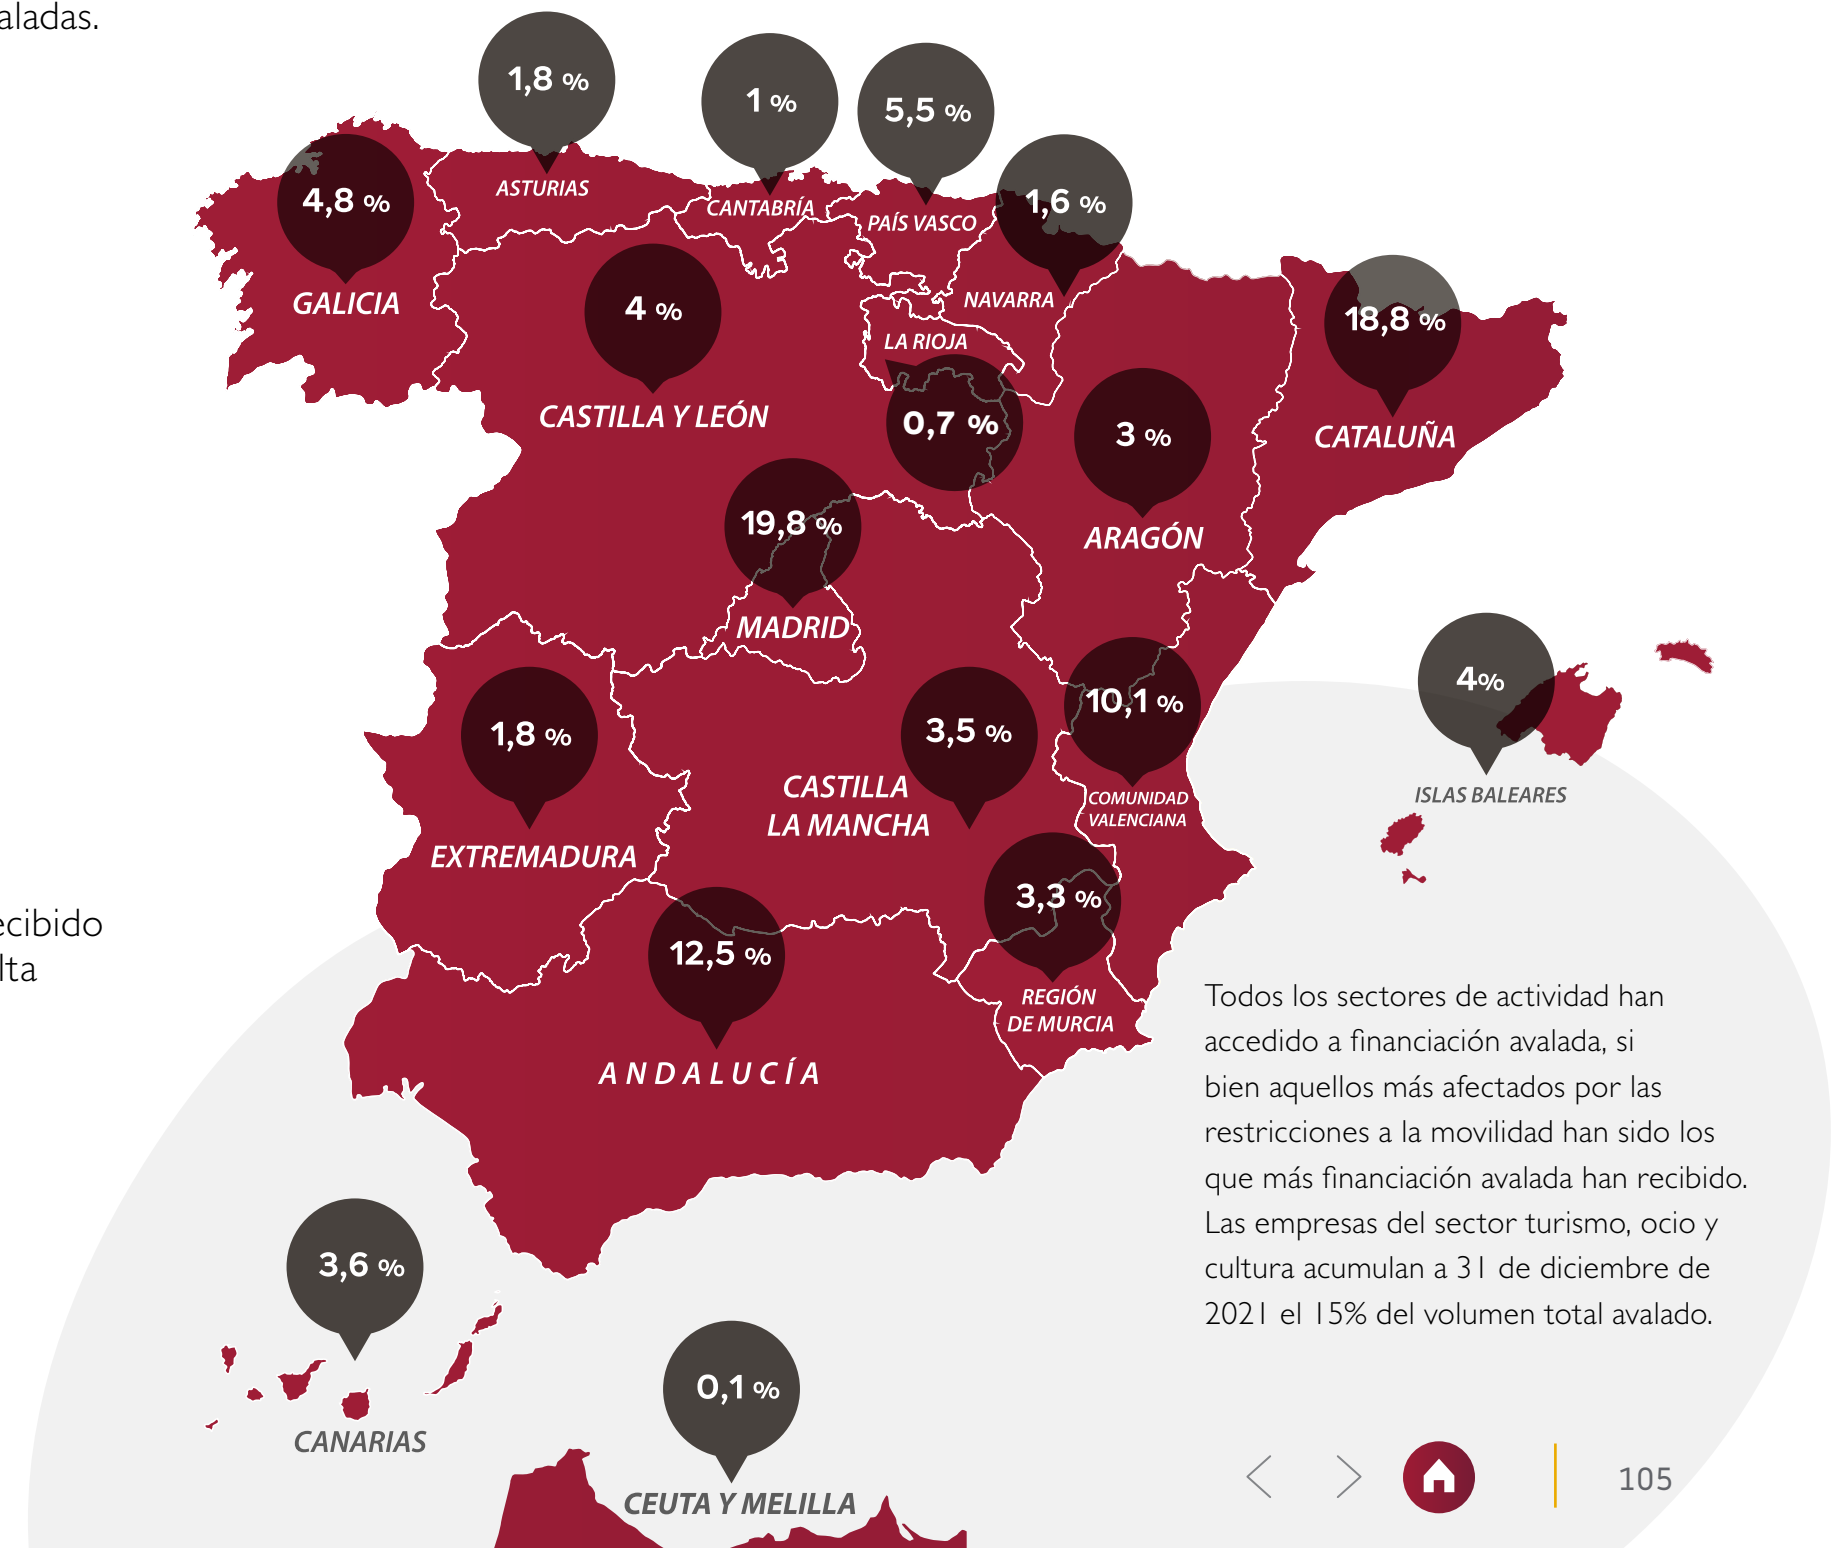 aladas.
1,8 %
1 %
5,5 %
4,8 %
ASTURIAS
CANTABRÍA
PAÍS VASCO
1,6 %
GALICIA
4 %
NAVARRA
18,8 %
LA RIOJA
CASTILLA Y LEÓN
0,7 %
3 %
CATALUÑA
19,8 %
ARAGÓN
MADRID
4%
1,8 %
3,5 %
10,1 %
CASTILLA
LA MANCHA
COMUNIDAD
VALENCIANA
ISLAS BALEARES
EXTREMADURA
3,3 %
ecibido
lta
12,5 %
REGIÓN
DE MURCIA
ANDALUCÍA
Todos los sectores de actividad han
accedido a financiación avalada, si
bien aquellos más afectados por las
restricciones a la movilidad han sido los
que más financiación avalada han recibido.
Las empresas del sector turismo, ocio y
cultura acumulan a 31 de diciembre de
2021 el 15% del volumen total avalado.
3,6 %
CANARIAS
0,1 %
CEUTA Y MELILLA
105